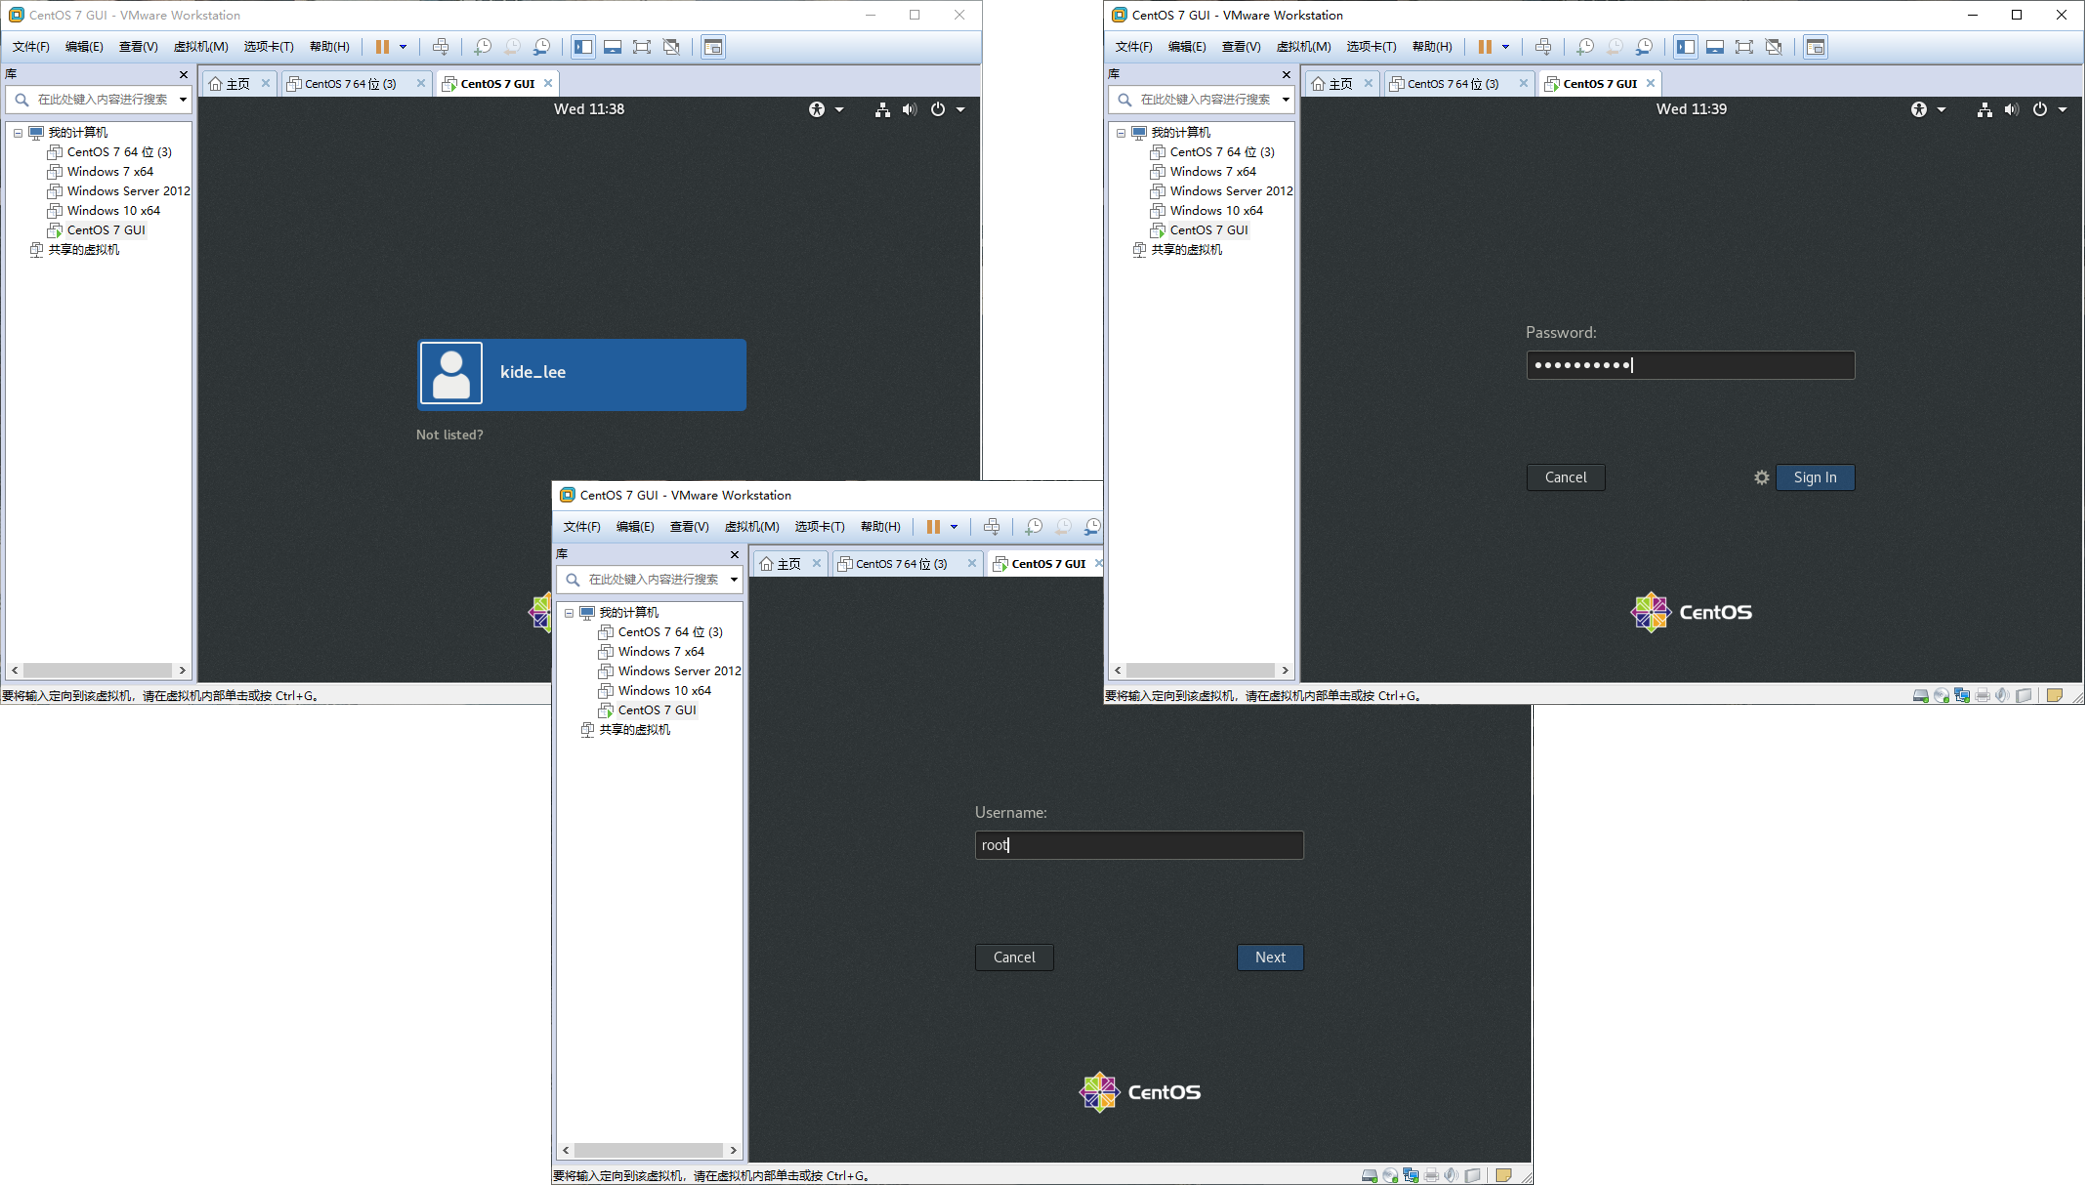 CentOS 7 GUI - VMware Workstation
文件(F) 编辑(E) 查看(V) 虚拟机(M) 选项卡(T) 帮助(H)
库
在此处键入内容进行搜索
我的计算机
CentOS 7 64 位 (3)
Windows 7 x64
Windows Server 2012
Windows 10 x64
CentOS 7 GUI
共享的虚拟机
主页 CentOS 7 64 位 (3) CentOS 7 GUI
Wed 11:38
kide_lee
Not listed?
要将输入定向到该虚拟机，请在虚拟机内部单击或按 Ctrl+G。
CentOS 7 GUI - VMware Workstation
文件(F) 编辑(E) 查看(V) 虚拟机(M) 选项卡(T) 帮助(H)
库
在此处键入内容进行搜索
我的计算机
CentOS 7 64 位 (3)
Windows 7 x64
Windows Server 2012
Windows 10 x64
CentOS 7 GUI
共享的虚拟机
主页 CentOS 7 64 位 (3) CentOS 7 GUI
Username:
root
Cancel Next
CentOS
要将输入定向到该虚拟机，请在虚拟机内部单击或按 Ctrl+G。
CentOS 7 GUI - VMware Workstation
文件(F) 编辑(E) 查看(V) 虚拟机(M) 选项卡(T) 帮助(H)
库
在此处键入内容进行搜索
我的计算机
CentOS 7 64 位 (3)
Windows 7 x64
Windows Server 2012
Windows 10 x64
CentOS 7 GUI
共享的虚拟机
主页 CentOS 7 64 位 (3) CentOS 7 GUI
Wed 11:39
Password:
••••••••••
Cancel Sign In
CentOS
要将输入定向到该虚拟机，请在虚拟机内部单击或按 Ctrl+G。